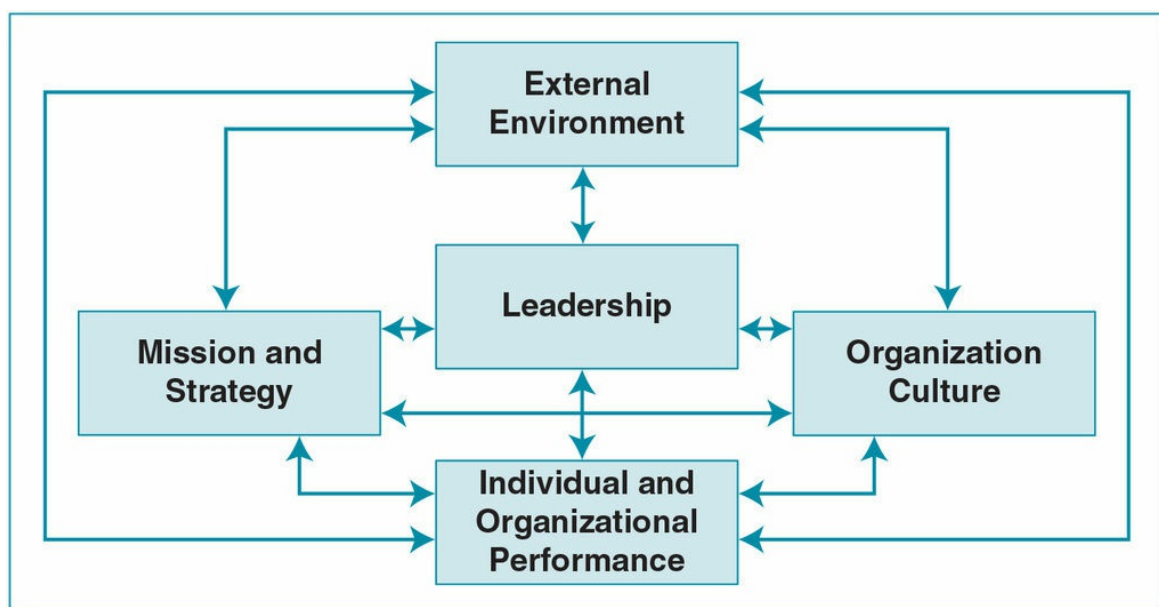 External
Environment
Leadership
Mission and
Strategy
Organization
Culture
Individual and
Organizational
Performance